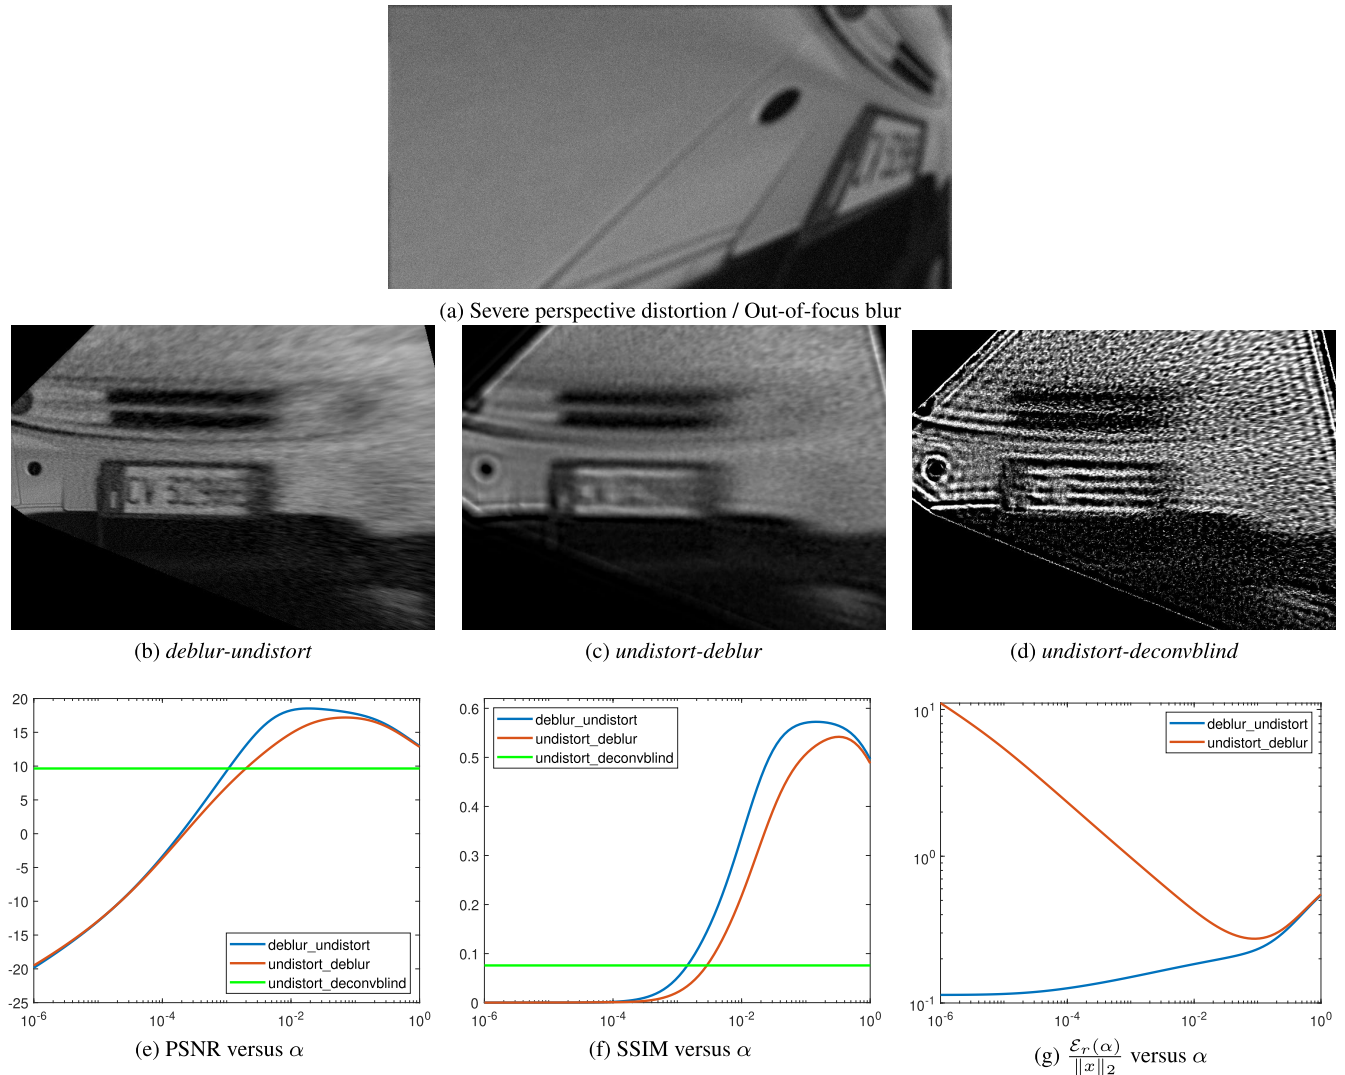 (a) Severe perspective distortion / Out-of-focus blur
(b) deblur-undistort
(c) undistort-deblur
(d) undistort-deconvblind
20
15
10
5
0
-5
-10
-15
-20
-25
10^-6
10^-4
10^-2
10^0
deblur_undistort
undistort_deblur
undistort_deconvblind
(e) PSNR versus α
0.6
0.5
0.4
0.3
0.2
0.1
0
10^-6
10^-4
10^-2
10^0
deblur_undistort
undistort_deblur
undistort_deconvblind
(f) SSIM versus α
10^1
10^0
10^-1
10^-6
10^-4
10^-2
10^0
deblur_undistort
undistort_deblur
(g) ℰr(α)/‖x‖2 versus α